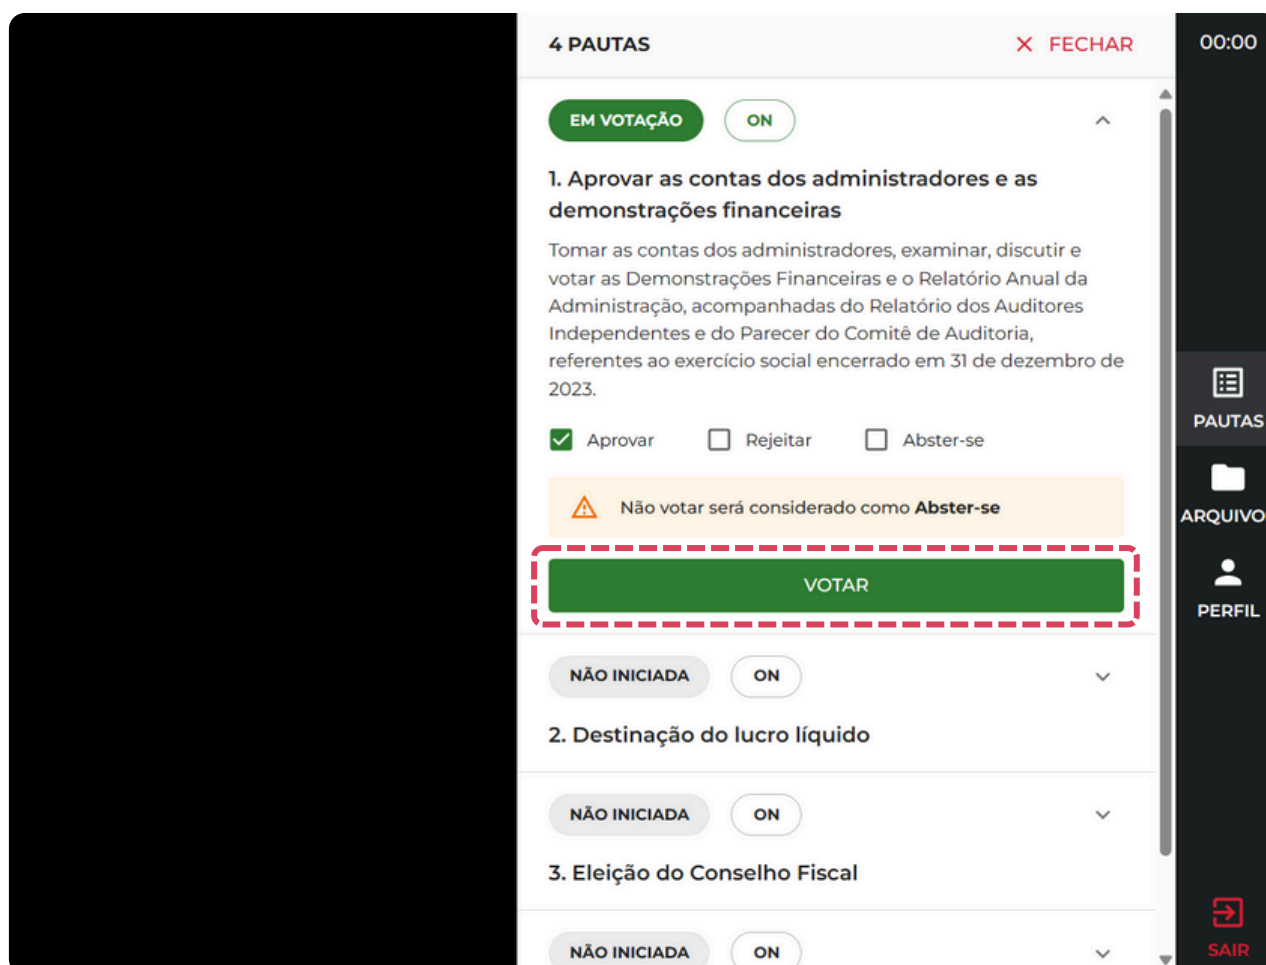 4 PAUTAS
FECHAR
00:00
EM VOTAÇÃO
ON
1. Aprovar as contas dos administradores e as
demonstrações financeiras
Tomar as contas dos administradores, examinar, discutir e
votar as Demonstrações Financeiras e o Relatório Anual da
Administração, acompanhadas do Relatório dos Auditores
Independentes e do Parecer do Comitê de Auditoria,
referentes ao exercício social encerrado em 31 de dezembro de
2023.
Aprovar
Rejeitar
Abster-se
Não votar será considerado como Abster-se
VOTAR
NÃO INICIADA
ON
2. Destinação do lucro líquido
NÃO INICIADA
ON
3. Eleição do Conselho Fiscal
NÃO INICIADA
ON
PAUTAS
ARQUIVO
PERFIL
SAIR